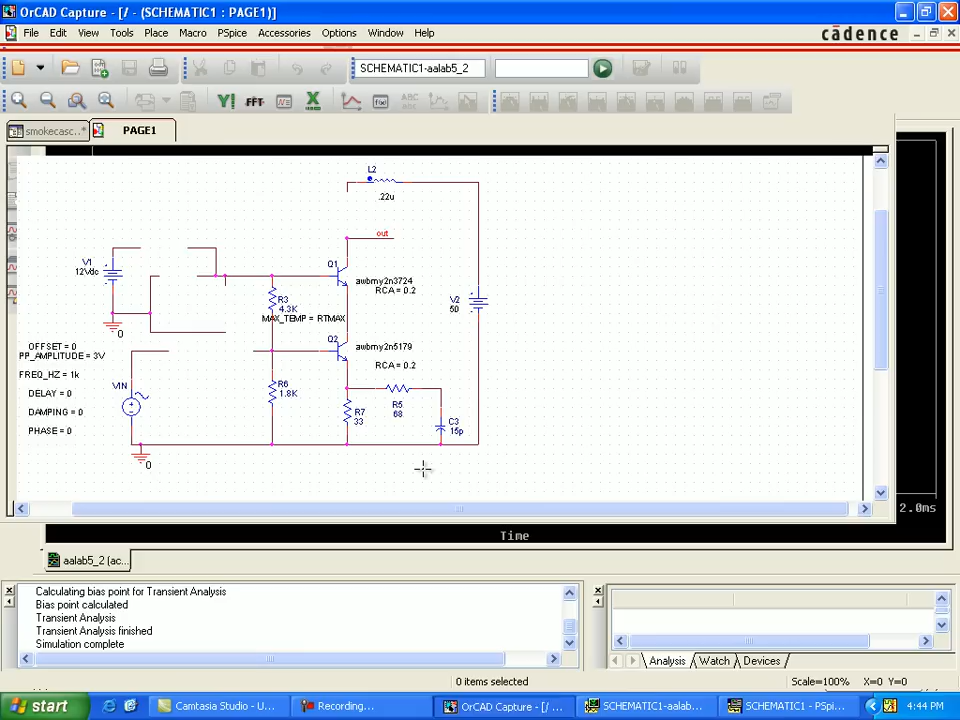 OrCAD Capture - [/ - (SCHEMATIC1 : PAGE1)]
File Edit View Tools Place Macro PSpice Accessories Options Window Help
cādence
SCHEMATIC1-aalab5_2
FFT
smokecasc..*
PAGE1
L2
.22u
out
V1
12Vdc
Q1
awbmy2n3724
RCA = 0.2
R3
4.3K
MAX_TEMP = RTMAX
V2
50
0
OFFSET = 0
PP_AMPLITUDE = 3V
FREQ_HZ = 1k
DELAY = 0
DAMPING = 0
PHASE = 0
VIN
Q2
awbmy2n5179
RCA = 0.2
R6
1.8K
R7
33
R5
68
C3
15p
0
2.0ms
Time
aalab5_2 (ac...
Calculating bias point for Transient Analysis
Bias point calculated
Transient Analysis
Transient Analysis finished
Simulation complete
Analysis Watch Devices
0 items selected
Scale=100% X=0 Y=0
start
Camtasia Studio - U...
Recording...
OrCAD Capture - [/ ...
SCHEMATIC1-aalab...
SCHEMATIC1 - PSpi...
4:44 PM